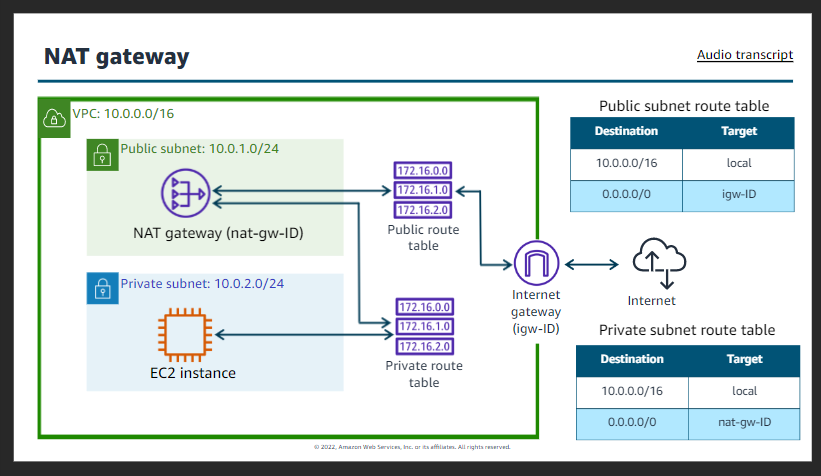 NAT gateway
Audio transcript
VPC: 10.0.0.0/16
Public subnet: 10.0.1.0/24
NAT gateway (nat-gw-ID)
172.16.0.0
172.16.1.0
172.16.2.0
Public route
table
Private subnet: 10.0.2.0/24
EC2 instance
172.16.0.0
172.16.1.0
172.16.2.0
Private route
table
Internet
gateway
(igw-ID)
Internet
Public subnet route table
Destination Target
10.0.0.0/16 local
0.0.0.0/0 igw-ID
Private subnet route table
Destination Target
10.0.0.0/16 local
0.0.0.0/0 nat-gw-ID
© 2022, Amazon Web Services, Inc. or its affiliates. All rights reserved.